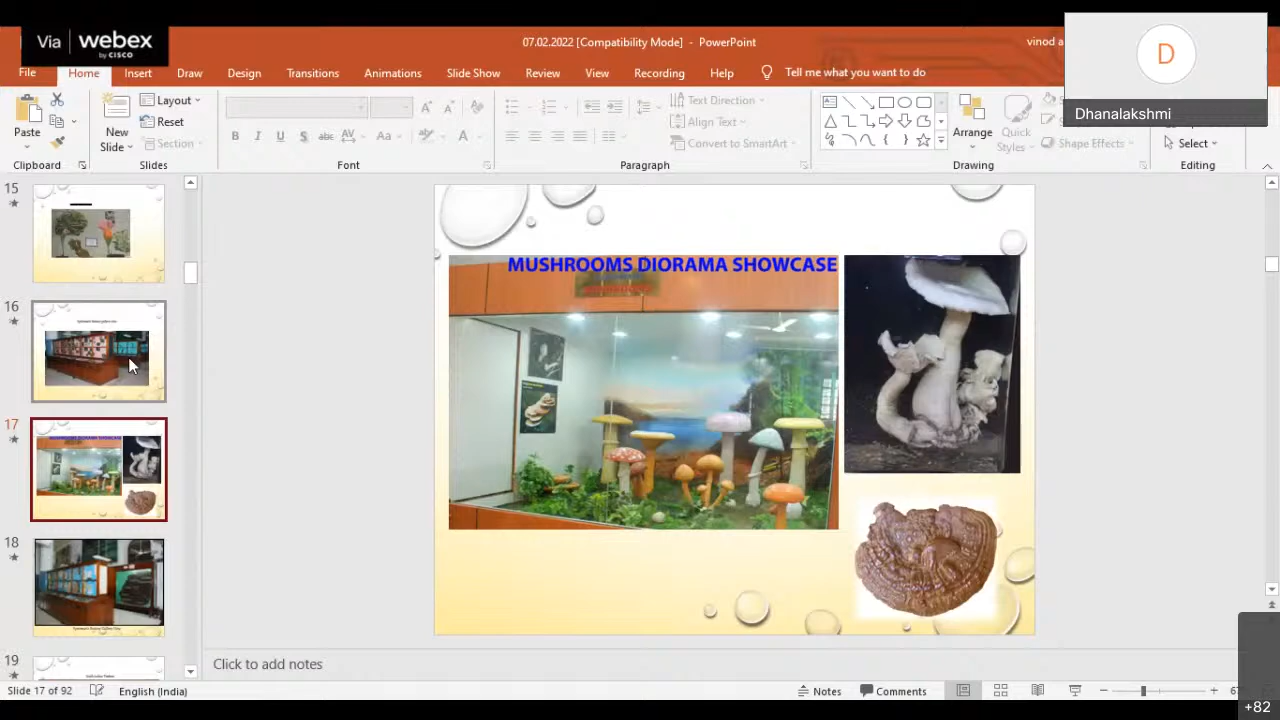 Via webex
by CISCO
07.02.2022 [Compatibility Mode] - PowerPoint
vinod a
D
Dhanalakshmi
File Home Insert Draw Design Transitions Animations Slide Show Review View Recording Help Tell me what you want to do
Paste
New
Slide
Layout
Reset
Section
B I U S abc AV Aa A
Text Direction
Align Text
Convert to SmartArt
Arrange
Quick
Styles
Shape Effects
Select
Clipboard Slides Font Paragraph Drawing Editing
15
16
17
18
19
MUSHROOMS DIORAMA SHOWCASE
Click to add notes
Slide 17 of 92 English (India) Notes Comments
+82